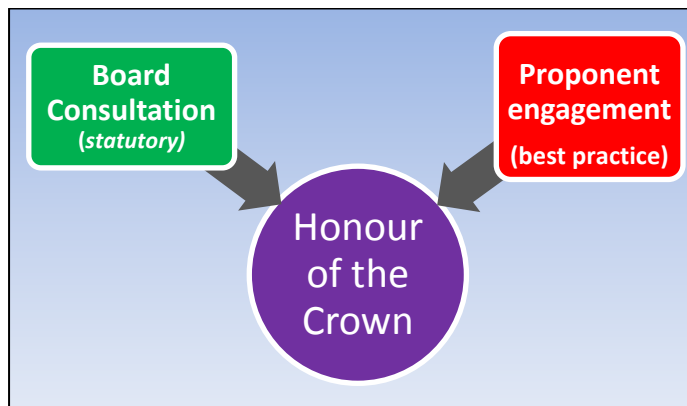 Board
Consultation
(statutory)
Proponent
engagement
(best practice)
Honour
of the
Crown